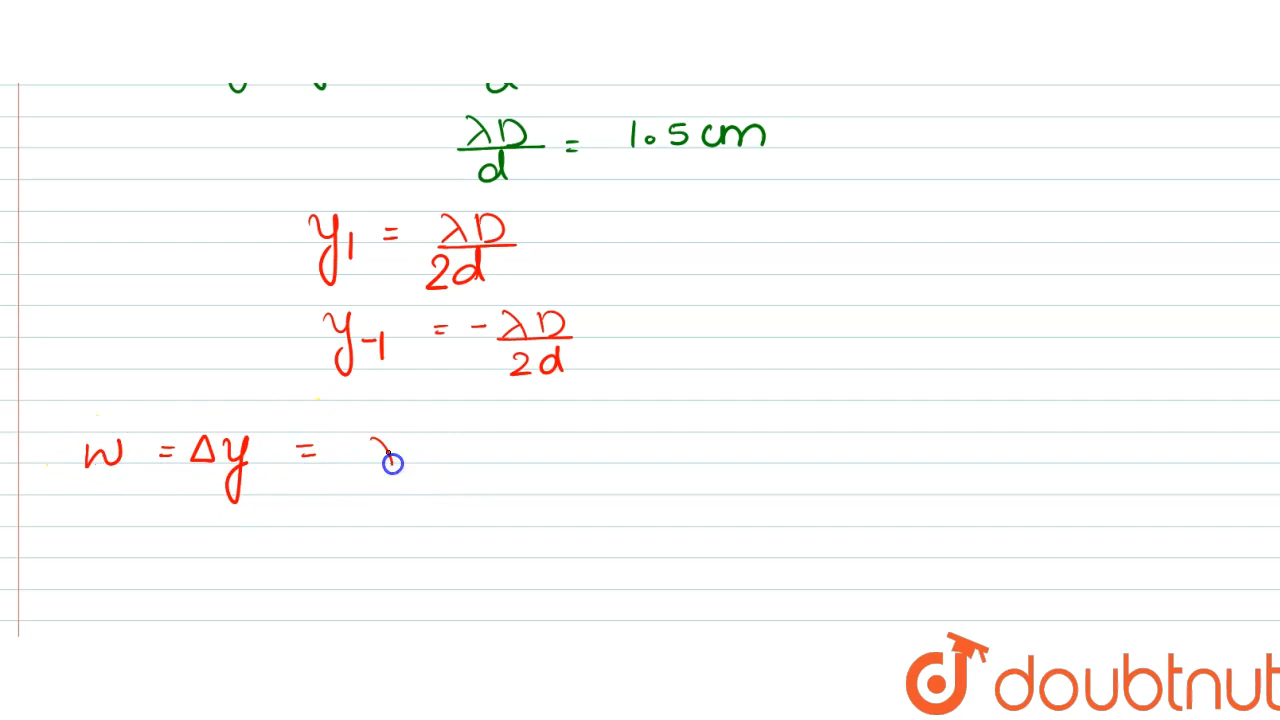 λD/d = 1.5 cm
y₁ = λD/2d
y₋₁ = -λD/2d
w = Δy = λ
doubtnut